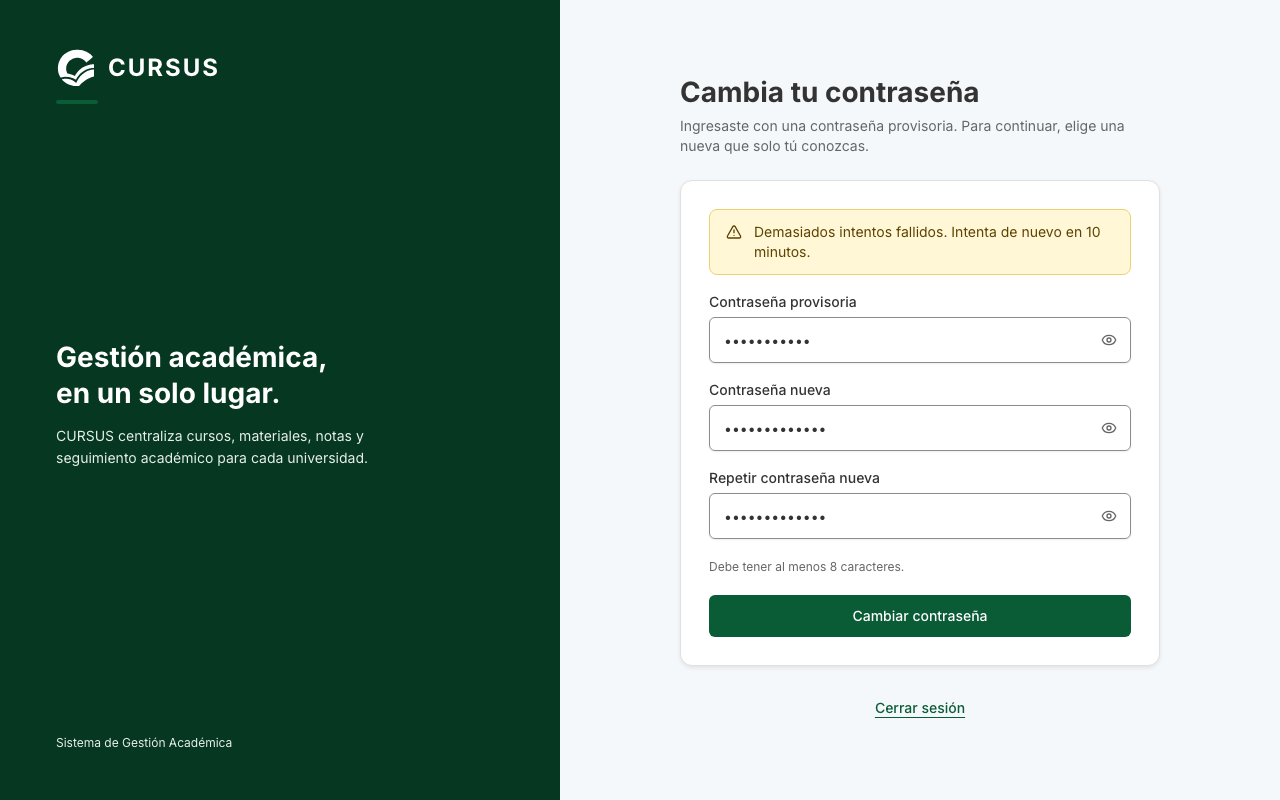 CURSUS
Gestión académica,
en un solo lugar.
CURSUS centraliza cursos, materiales, notas y
seguimiento académico para cada universidad.
Sistema de Gestión Académica
Cambia tu contraseña
Ingresaste con una contraseña provisoria. Para continuar, elige una
nueva que solo tú conozcas.
Demasiados intentos fallidos. Intenta de nuevo en 10
minutos.
Contraseña provisoria
•••••••••••
Contraseña nueva
•••••••••••••
Repetir contraseña nueva
•••••••••••••
Debe tener al menos 8 caracteres.
Cambiar contraseña
Cerrar sesión